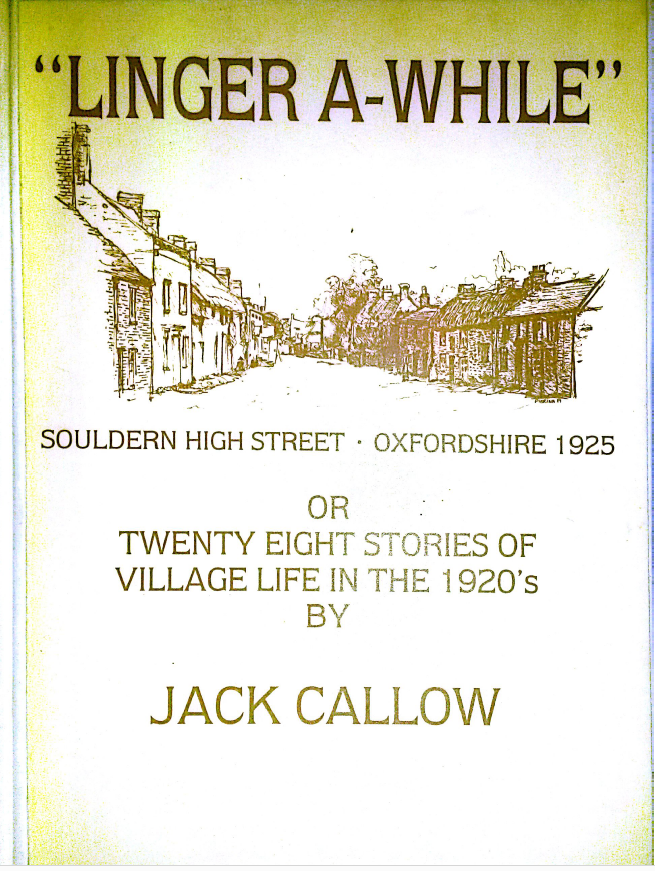 “LINGER A-WHILE”
SOULDERN HIGH STREET · OXFORDSHIRE 1925
OR
TWENTY EIGHT STORIES OF
VILLAGE LIFE IN THE 1920's
BY
JACK CALLOW